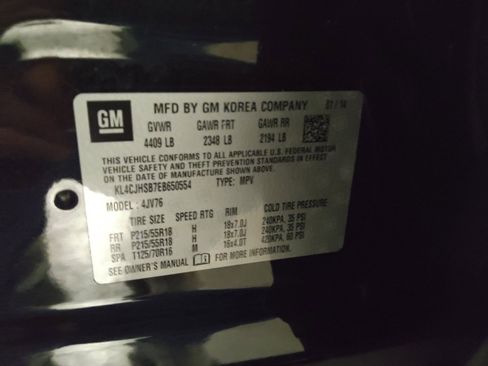 GM
MFD BY GM KOREA COMPANY 01/14
GVWR GAWR FRT GAWR RR
4409 LB 2348 LB 2194 LB
THIS VEHICLE CONFORMS TO ALL APPLICABLE U.S. FEDERAL MOTOR
VEHICLE SAFETY AND THEFT PREVENTION STANDARDS IN EFFECT
ON THE DATE OF MANUFACTURE SHOWN ABOVE.
KL4CJHSB7EB650554 TYPE: MPV
MODEL: 4JV76
TIRE SIZE SPEED RTG RIM COLD TIRE PRESSURE
FRT P215/55R18 H 18x7.0J 240KPA, 35 PSI
RR P215/55R18 H 18x7.0J 240KPA, 35 PSI
SPA T125/70R16 M 16x4.0T 420KPA, 60 PSI
SEE OWNER'S MANUAL FOR MORE INFORMATION